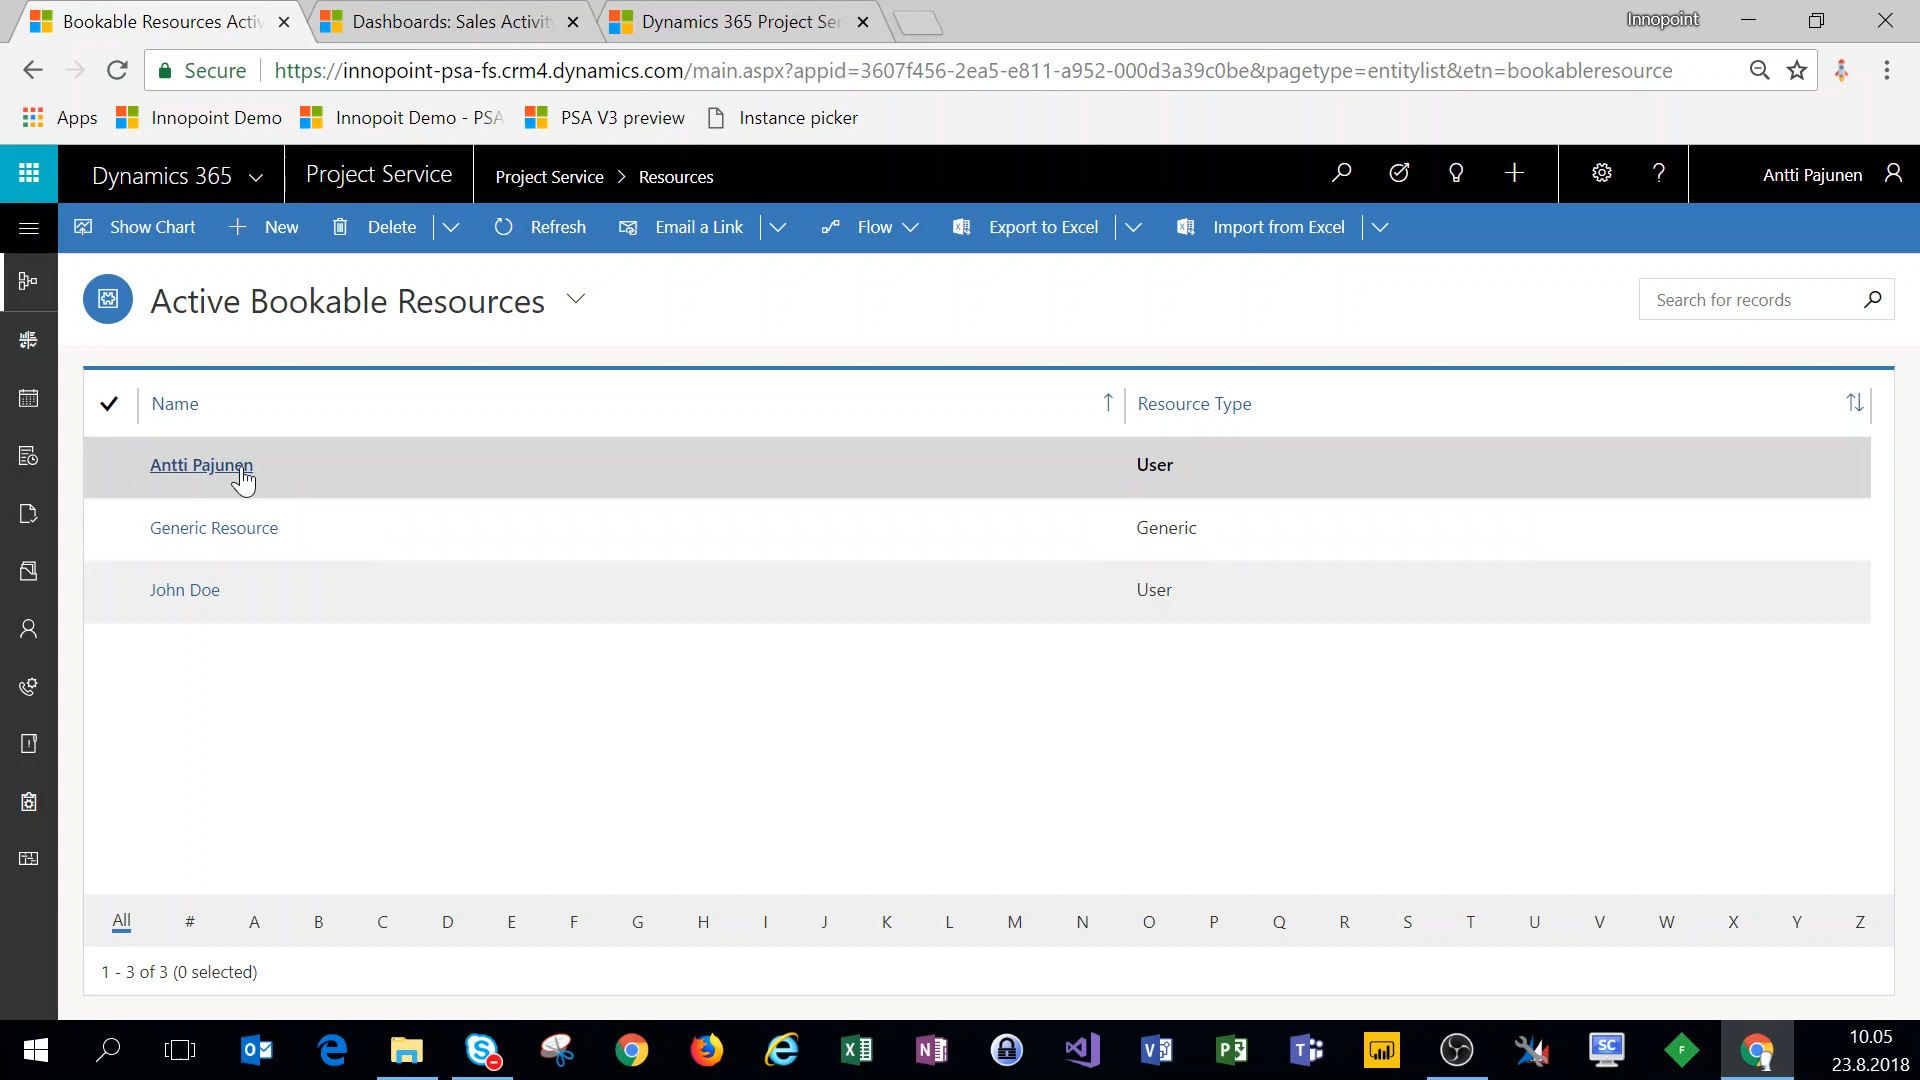 Bookable Resources Activ
Dashboards: Sales Activity
Dynamics 365 Project Ser
Innopoint
Secure
https://innopoint-psa-fs.crm4.dynamics.com/main.aspx?appid=3607f456-2ea5-e811-a952-000d3a39c0be&pagetype=entitylist&etn=bookableresource
Apps
Innopoint Demo
Innopoit Demo - PSA
PSA V3 preview
Instance picker
Dynamics 365
Project Service
Project Service > Resources
Antti Pajunen
Show Chart
New
Delete
Refresh
Email a Link
Flow
Export to Excel
Import from Excel
Active Bookable Resources
Search for records
Name
Resource Type
Antti Pajunen
User
Generic Resource
Generic
John Doe
User
All # A B C D E F G H I J K L M N O P Q R S T U V W X Y Z
1 - 3 of 3 (0 selected)
10.05
23.8.2018